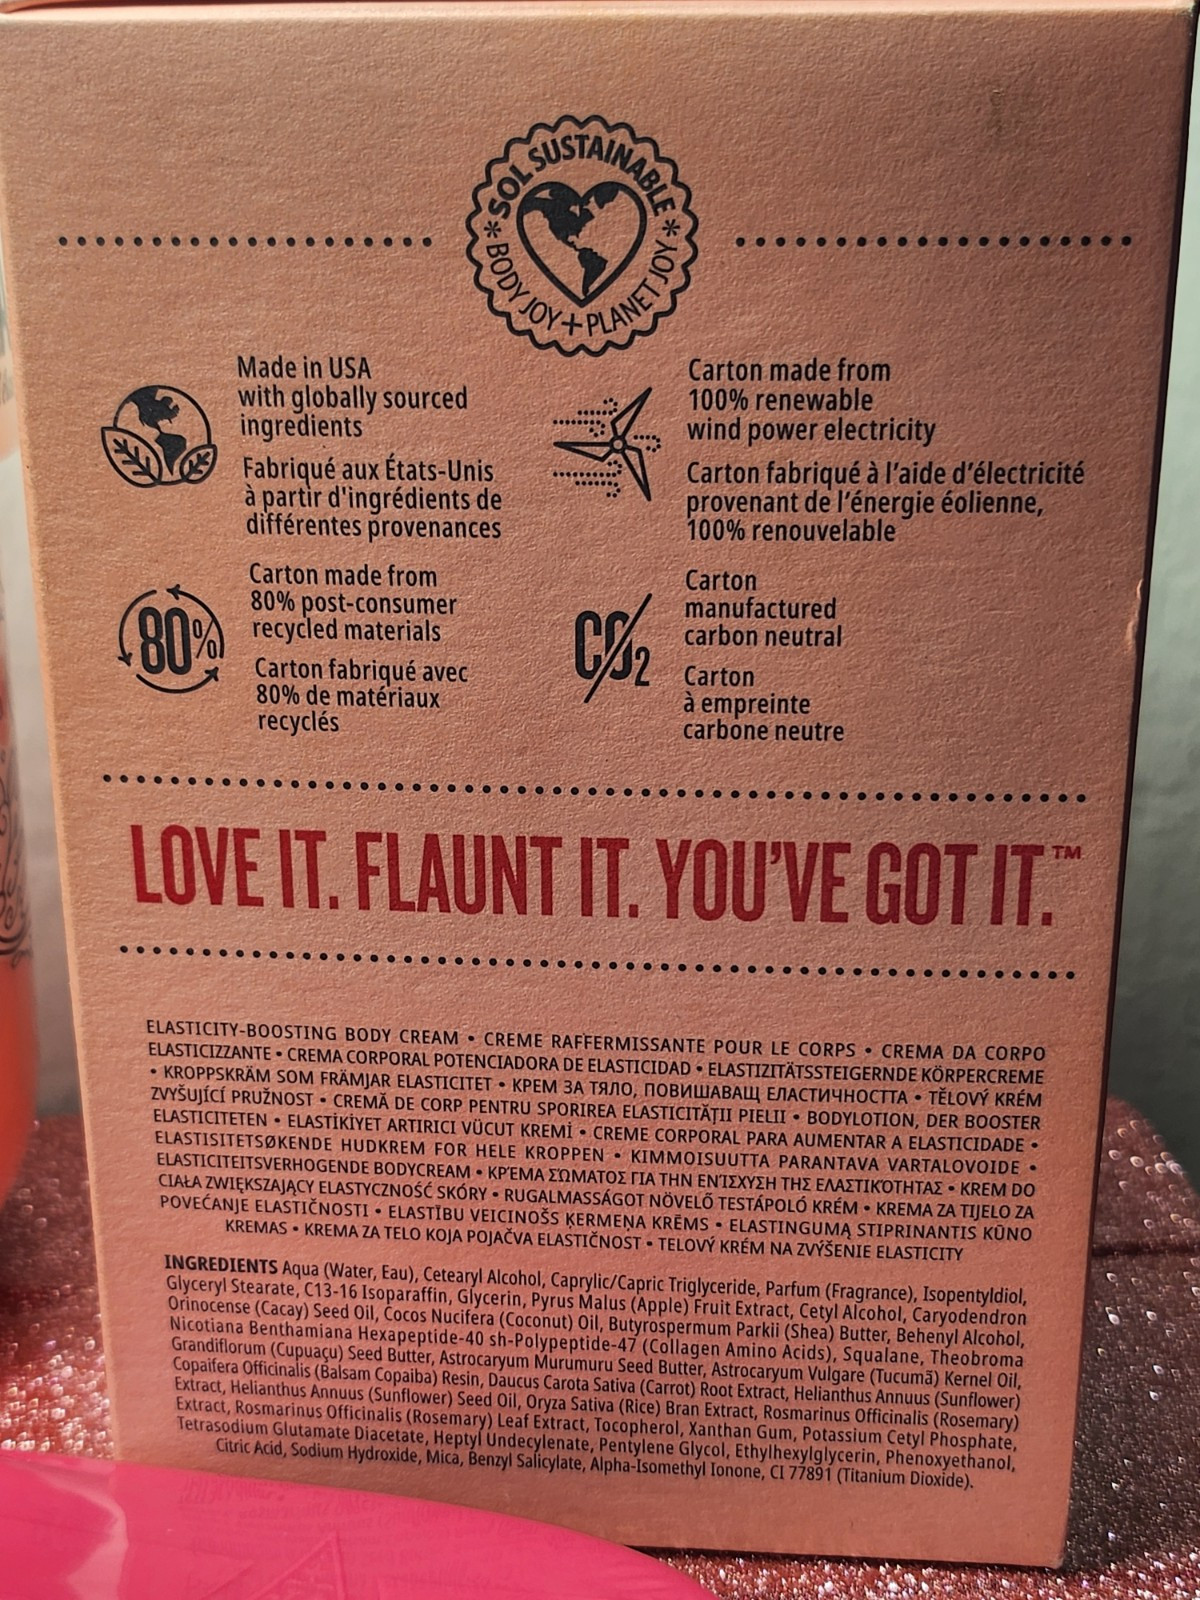 SOL SUSTAINABLE
* BODY JOY + PLANET JOY *
Made in USA
with globally sourced
ingredients
Fabriqué aux États-Unis
à partir d'ingrédients de
différentes provenances
Carton made from
100% renewable
wind power electricity
Carton fabriqué à l'aide d'électricité
provenant de l'énergie éolienne,
100% renouvelable
80%
Carton made from
80% post-consumer
recycled materials
Carton fabriqué avec
80% de matériaux
recyclés
CO2
Carton
manufactured
carbon neutral
Carton
à empreinte
carbone neutre
LOVE IT. FLAUNT IT. YOU'VE GOT IT.™
ELASTICITY-BOOSTING BODY CREAM • CREME RAFFERMISSANTE POUR LE CORPS • CREMA DA CORPO
ELASTICIZZANTE • CREMA CORPORAL POTENCIADORA DE ELASTICIDAD • ELASTIZITÄTSSTEIGERNDE KÖRPERCREME
• KROPPSKRÄM SOM FRÄMJAR ELASTICITET • КРЕМ ЗА ТЯЛО, ПОВИШАВАЩ ЕЛАСТИЧНОСТТА • TĚLOVÝ KRÉM
ZVYŠUJÍCÍ PRUŽNOST • CREMĂ DE CORP PENTRU SPORIREA ELASTICITĂȚII PIELII • BODYLOTION, DER BOOSTER
ELASTICITETEN • ELASTİKİYET ARTIRICI VÜCUT KREMİ • CREME CORPORAL PARA AUMENTAR A ELASTICIDADE •
ELASTISITETSØKENDE HUDKREM FOR HELE KROPPEN • KIMMOISUUTTA PARANTAVA VARTALOVOIDE •
ELASTICITEITSVERHOGENDE BODYCREAM • ΚΡΈΜΑ ΣΏΜΑΤΟΣ ΓΙΑ ΤΗΝ ΕΝΊΣΧΥΣΗ ΤΗΣ ΕΛΑΣΤΙΚΌΤΗΤΑΣ • KREM DO
CIAŁA ZWIĘKSZAJĄCY ELASTYCZNOŚĆ SKÓRY • RUGALMASSÁGOT NÖVELŐ TESTÁPOLÓ KRÉM • KREMA ZA TIJELO ZA
POVEĆANJE ELASTIČNOSTI • ELASTĪBU VEICINOŠS ĶERMEŅA KRĒMS • ELASTINGUMĄ STIPRINANTIS KŪNO
KREMAS • KREMA ZA TELO KOJA POJAČVA ELASTIČNOST • TELOVÝ KRÉM NA ZVÝŠENIE ELASTICITY
INGREDIENTS Aqua (Water, Eau), Cetearyl Alcohol, Caprylic/Capric Triglyceride, Parfum (Fragrance), Isopentyldiol,
Glyceryl Stearate, C13-16 Isoparaffin, Glycerin, Pyrus Malus (Apple) Fruit Extract, Cetyl Alcohol, Caryodendron
Orinocense (Cacay) Seed Oil, Cocos Nucifera (Coconut) Oil, Butyrospermum Parkii (Shea) Butter, Behenyl Alcohol,
Nicotiana Benthamiana Hexapeptide-40 sh-Polypeptide-47 (Collagen Amino Acids), Squalane, Theobroma
Grandiflorum (Cupuaçu) Seed Butter, Astrocaryum Murumuru Seed Butter, Astrocaryum Vulgare (Tucumã) Kernel Oil,
Copaifera Officinalis (Balsam Copaiba) Resin, Daucus Carota Sativa (Carrot) Root Extract, Helianthus Annuus (Sunflower)
Extract, Helianthus Annuus (Sunflower) Seed Oil, Oryza Sativa (Rice) Bran Extract, Rosmarinus Officinalis (Rosemary)
Extract, Rosmarinus Officinalis (Rosemary) Leaf Extract, Tocopherol, Xanthan Gum, Potassium Cetyl Phosphate,
Tetrasodium Glutamate Diacetate, Heptyl Undecylenate, Pentylene Glycol, Ethylhexylglycerin, Phenoxyethanol,
Citric Acid, Sodium Hydroxide, Mica, Benzyl Salicylate, Alpha-Isomethyl Ionone, CI 77891 (Titanium Dioxide).